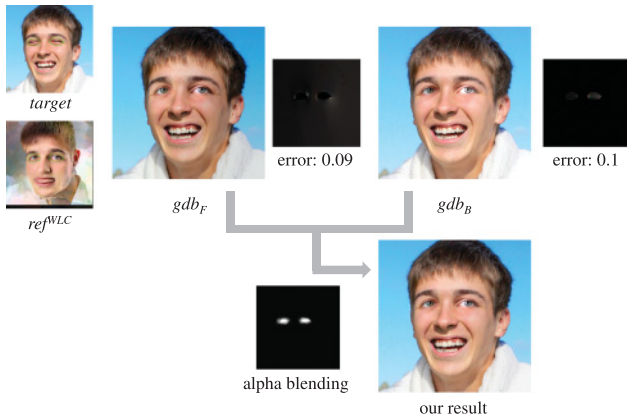 target
ref^WLC
gdb_F
error: 0.09
gdb_B
error: 0.1
alpha blending
our result